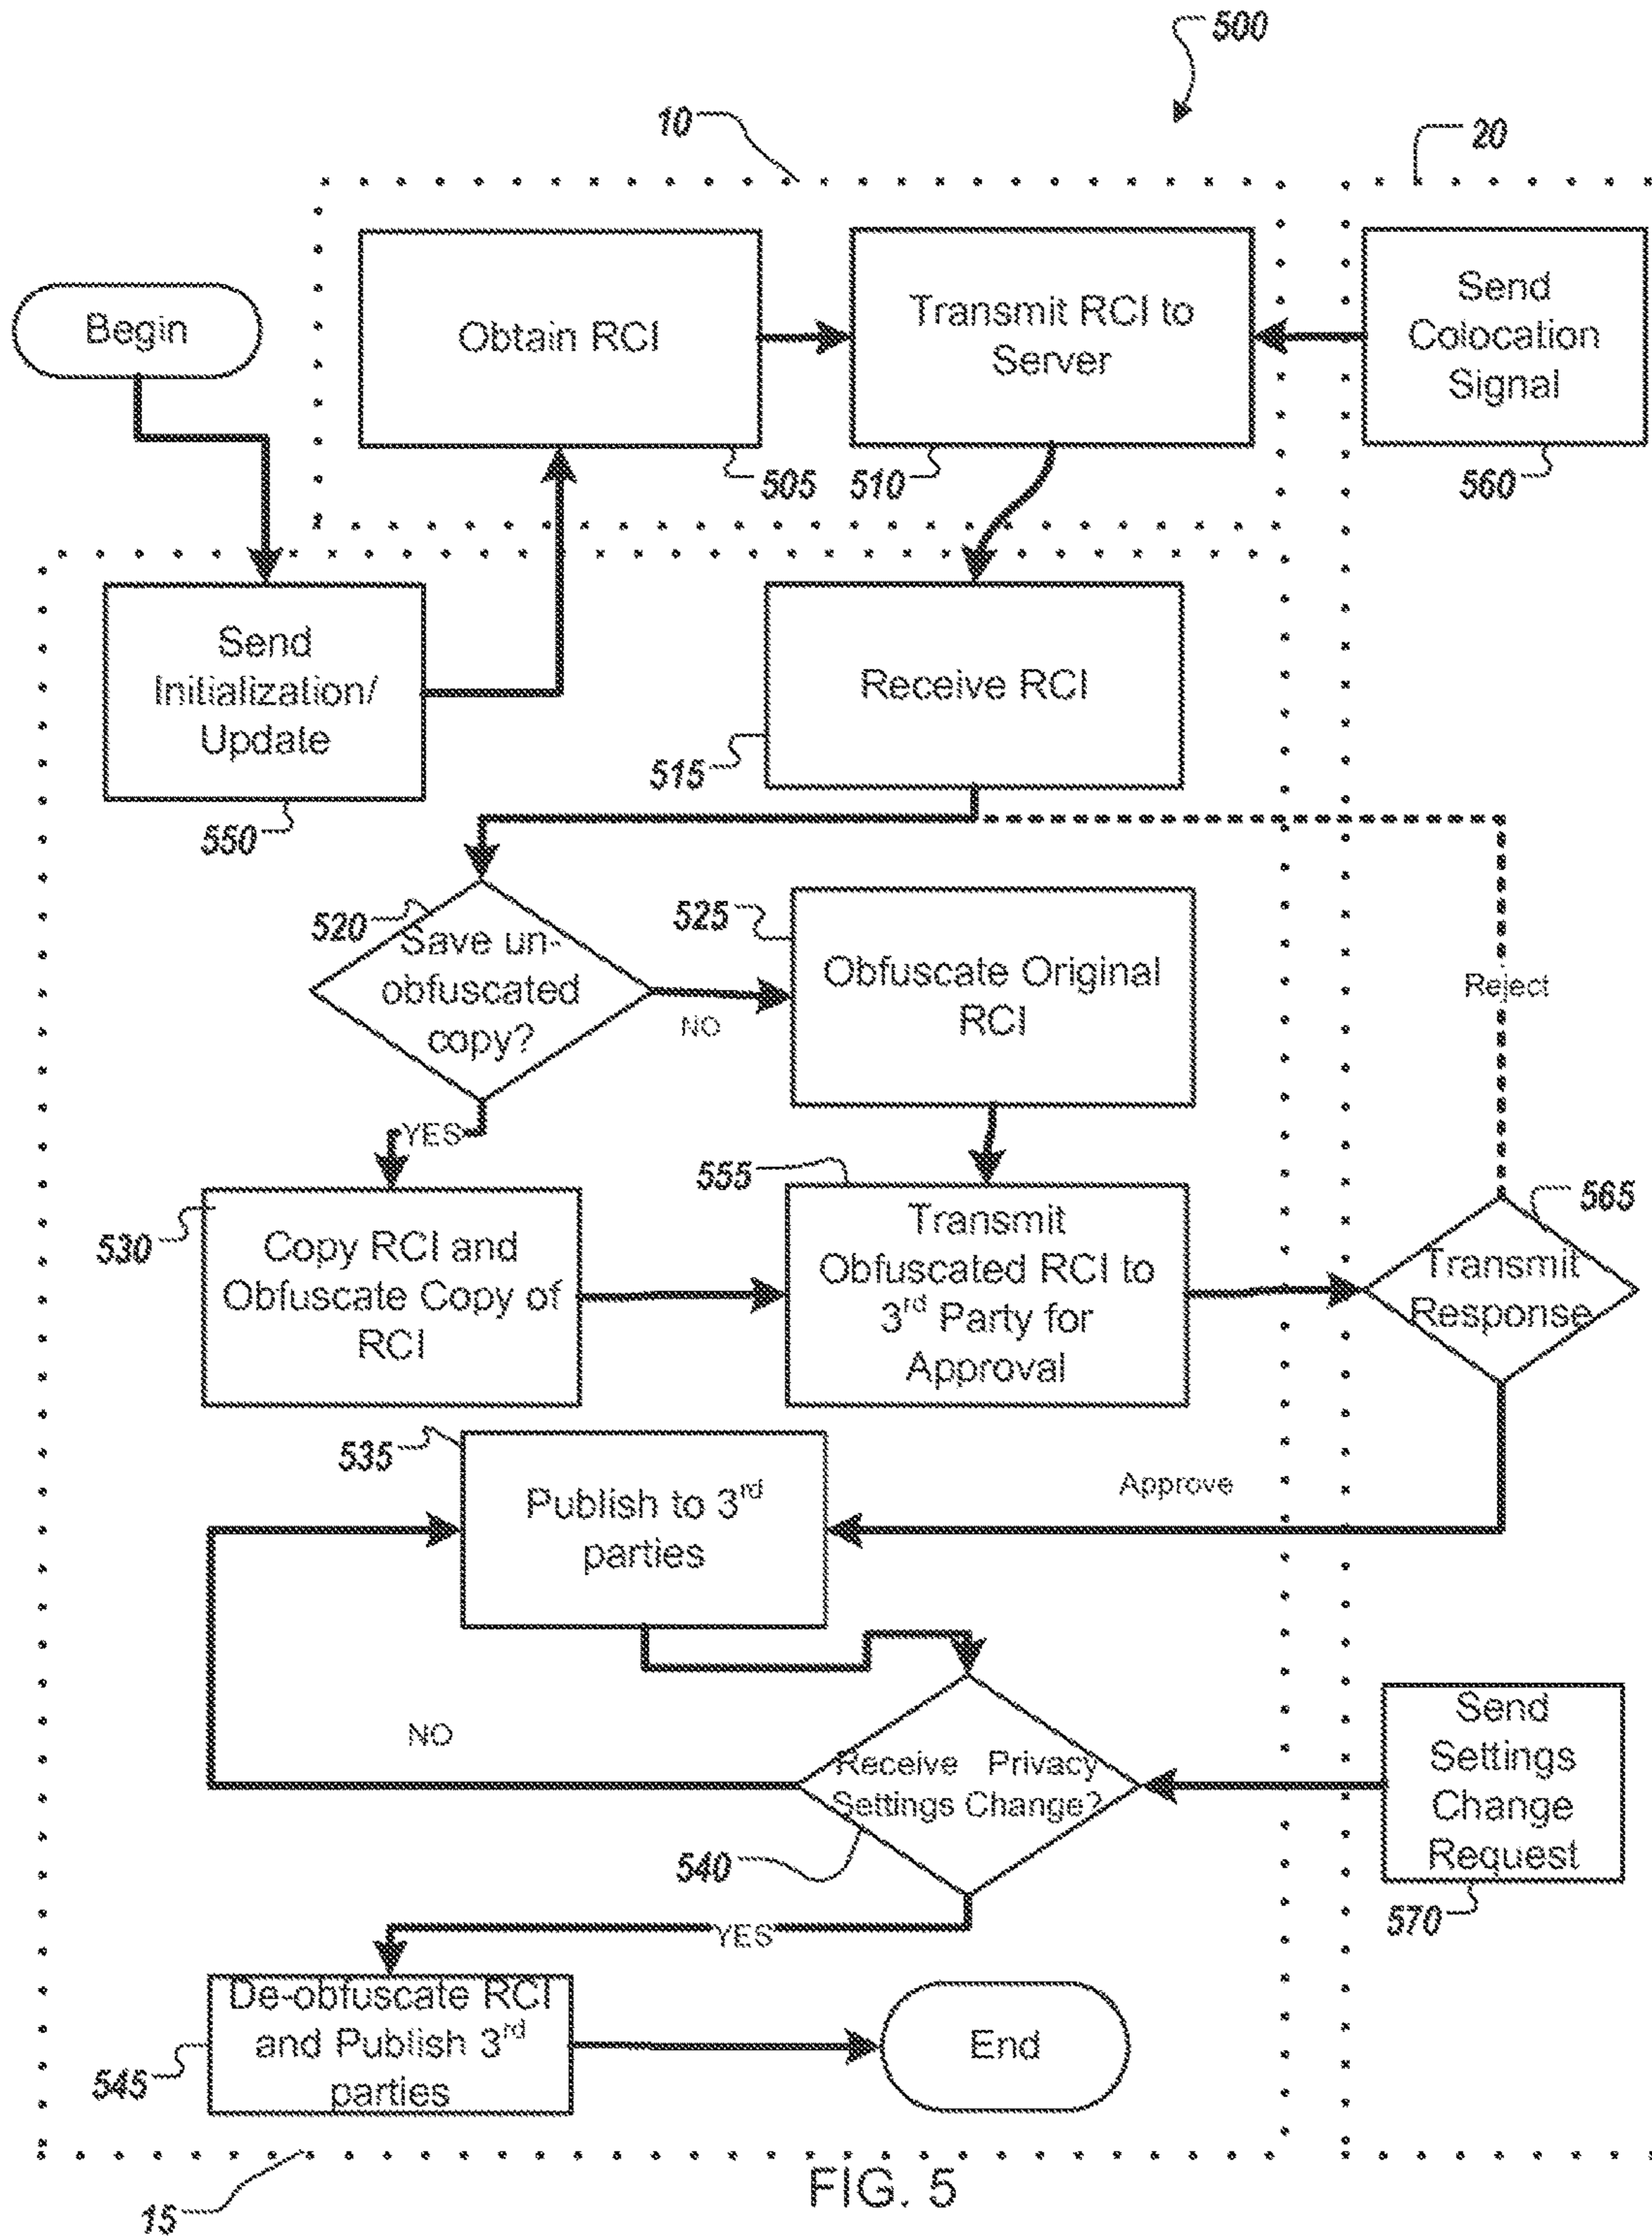 500
10
20
Begin
Obtain RCI
Transmit RCI to
Server
Send
Colocation
Signal
505
510
560
Send
Initialization/
Update
Receive RCI
515
550
520
Save un-
obfuscated
copy?
525
Obfuscate Original
RCI
NO
Reject
YES
530
Copy RCI and
Obfuscate Copy of
RCI
555
Transmit
Obfuscated RCI to
3rd Party for
Approval
565
Transmit
Response
535
Publish to 3rd
parties
Approve
NO
Receive Privacy
Settings Change?
540
Send
Settings
Change
Request
570
YES
De-obfuscate RCI
and Publish 3rd
parties
545
End
15
FIG. 5